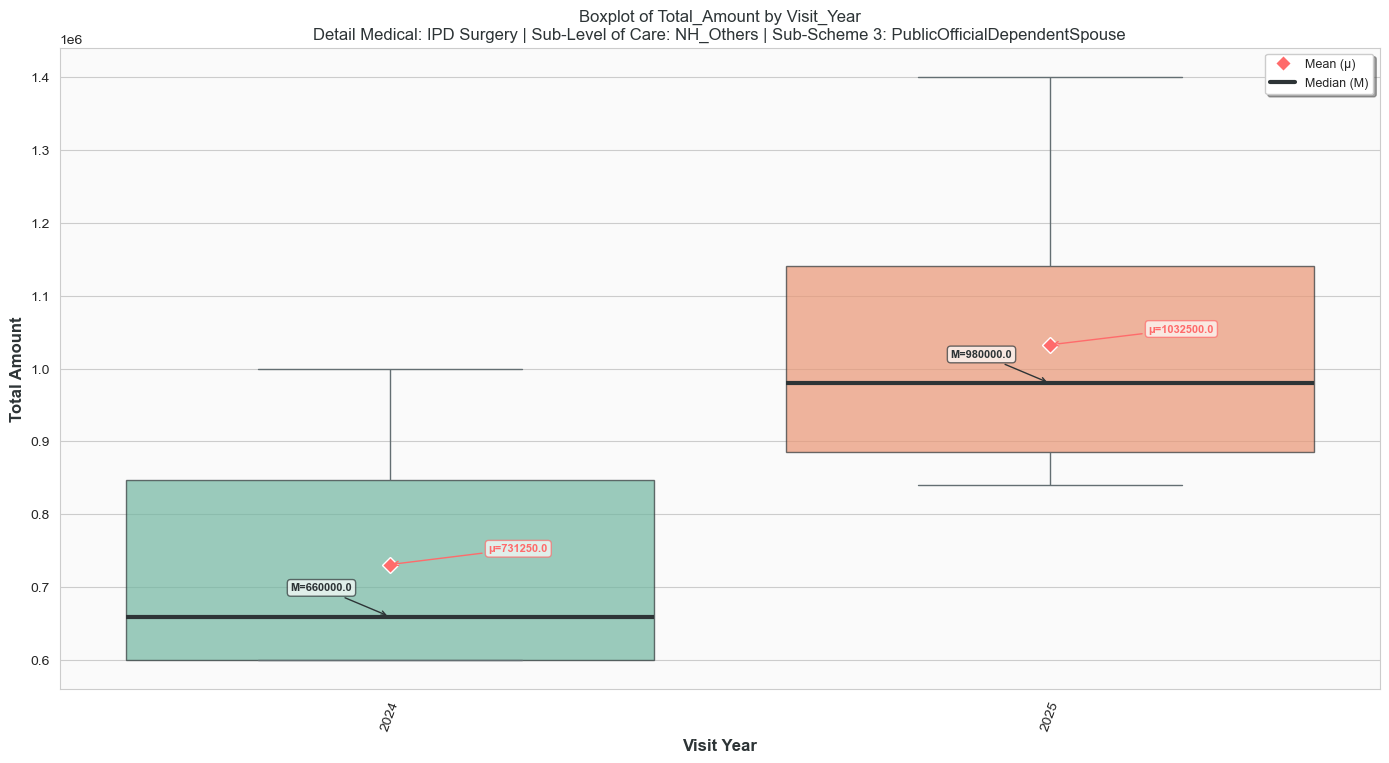 Boxplot of Total_Amount by Visit_Year
Detail Medical: IPD Surgery | Sub-Level of Care: NH_Others | Sub-Scheme 3: PublicOfficialDependentSpouse
1e6
Mean (μ)
Median (M)
1.4
1.3
1.2
1.1
1.0
0.9
0.8
0.7
0.6
Total Amount
μ=1032500.0
M=980000.0
μ=731250.0
M=660000.0
2024
2025
Visit Year